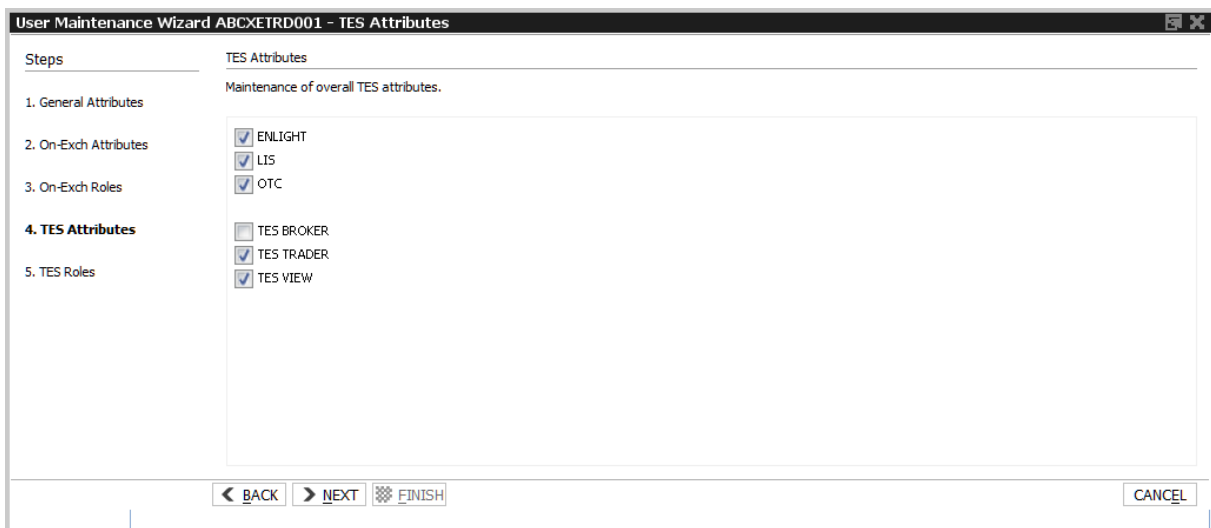 User Maintenance Wizard ABCXETRD001 - TES Attributes
Steps
1. General Attributes
2. On-Exch Attributes
3. On-Exch Roles
4. TES Attributes
5. TES Roles
TES Attributes
Maintenance of overall TES attributes.
ENLIGHT
LIS
OTC
TES BROKER
TES TRADER
TES VIEW
BACK NEXT FINISH CANCEL